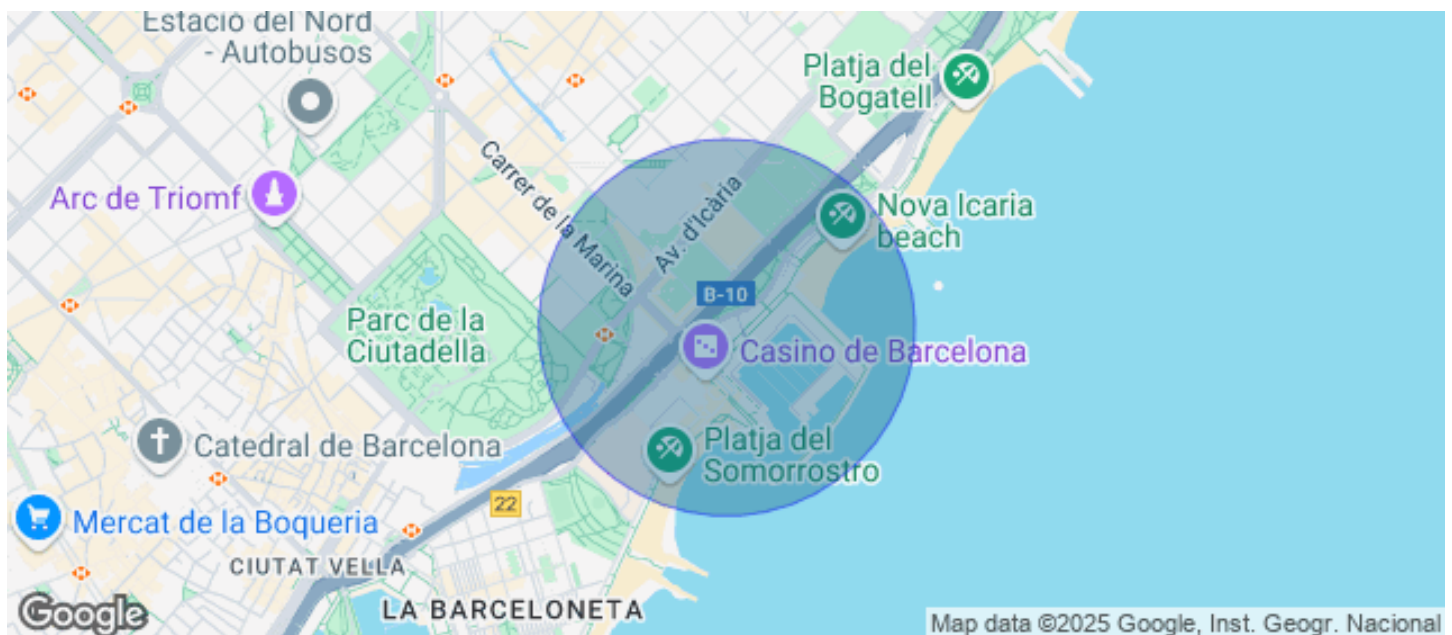 Estació del Nord
- Autobusos
Platja del
Bogatell
Carrer de la Marina
Arc de Triomf
Av. d'Icària
Nova Icaria
beach
B-10
Parc de la
Ciutadella
Casino de Barcelona
Catedral de Barcelona
Platja del
Somorrostro
22
Mercat de la Boqueria
CIUTAT VELLA
LA BARCELONETA
Google
Map data ©2025 Google, Inst. Geogr. Nacional